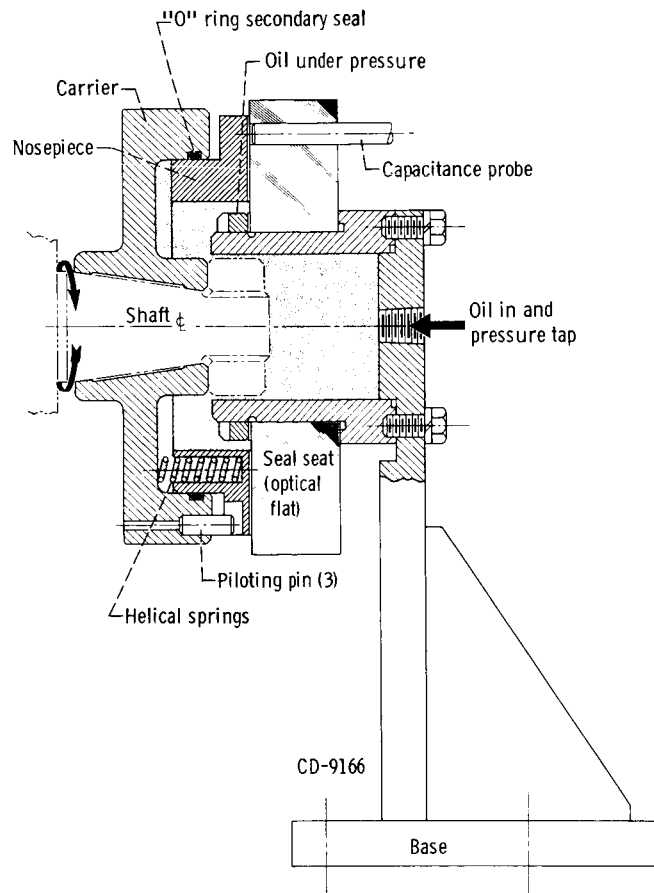 "O" ring secondary seal
Oil under pressure
Carrier
Nosepiece
Capacitance probe
Shaft ℄
Oil in and
pressure tap
Seal seat
(optical
flat)
Piloting pin (3)
Helical springs
CD-9166
Base